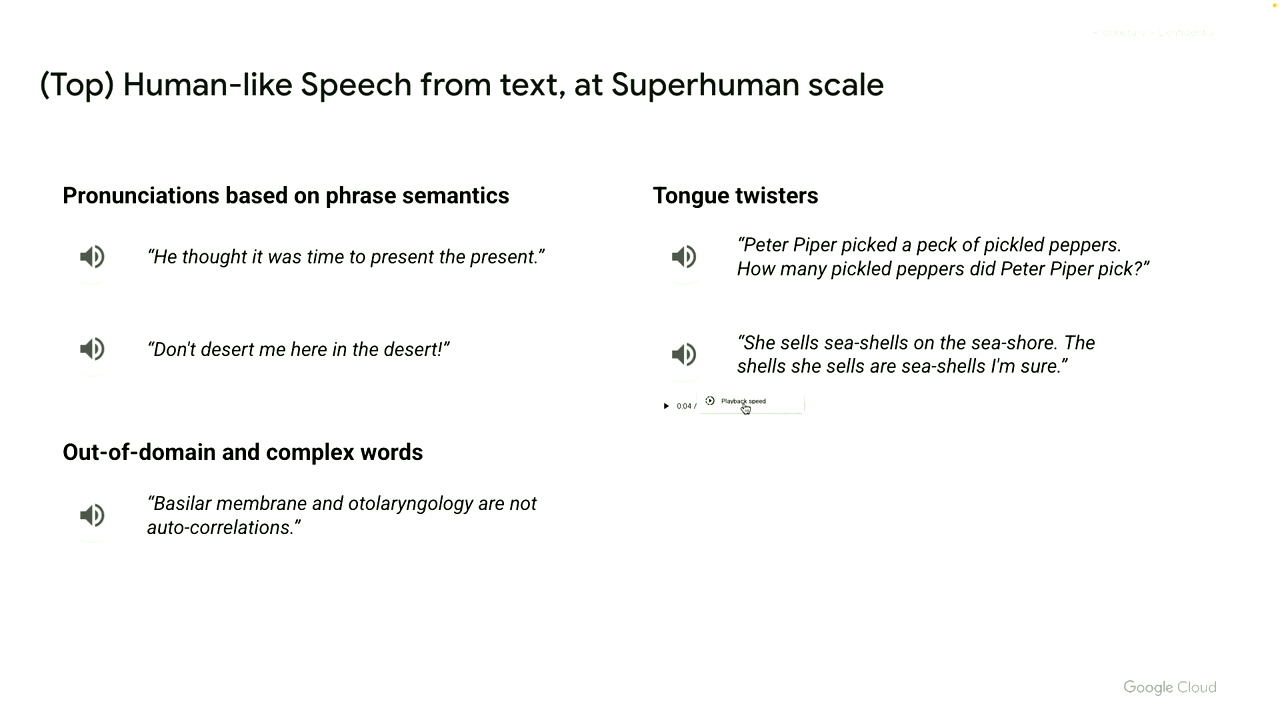 (Top) Human-like Speech from text, at Superhuman scale
Pronunciations based on phrase semantics
“He thought it was time to present the present.”
“Don't desert me here in the desert!”
Out-of-domain and complex words
“Basilar membrane and otolaryngology are not
auto-correlations.”
Tongue twisters
“Peter Piper picked a peck of pickled peppers.
How many pickled peppers did Peter Piper pick?”
“She sells sea-shells on the sea-shore. The
shells she sells are sea-shells I'm sure.”
0:04 /
Playback speed
Google Cloud